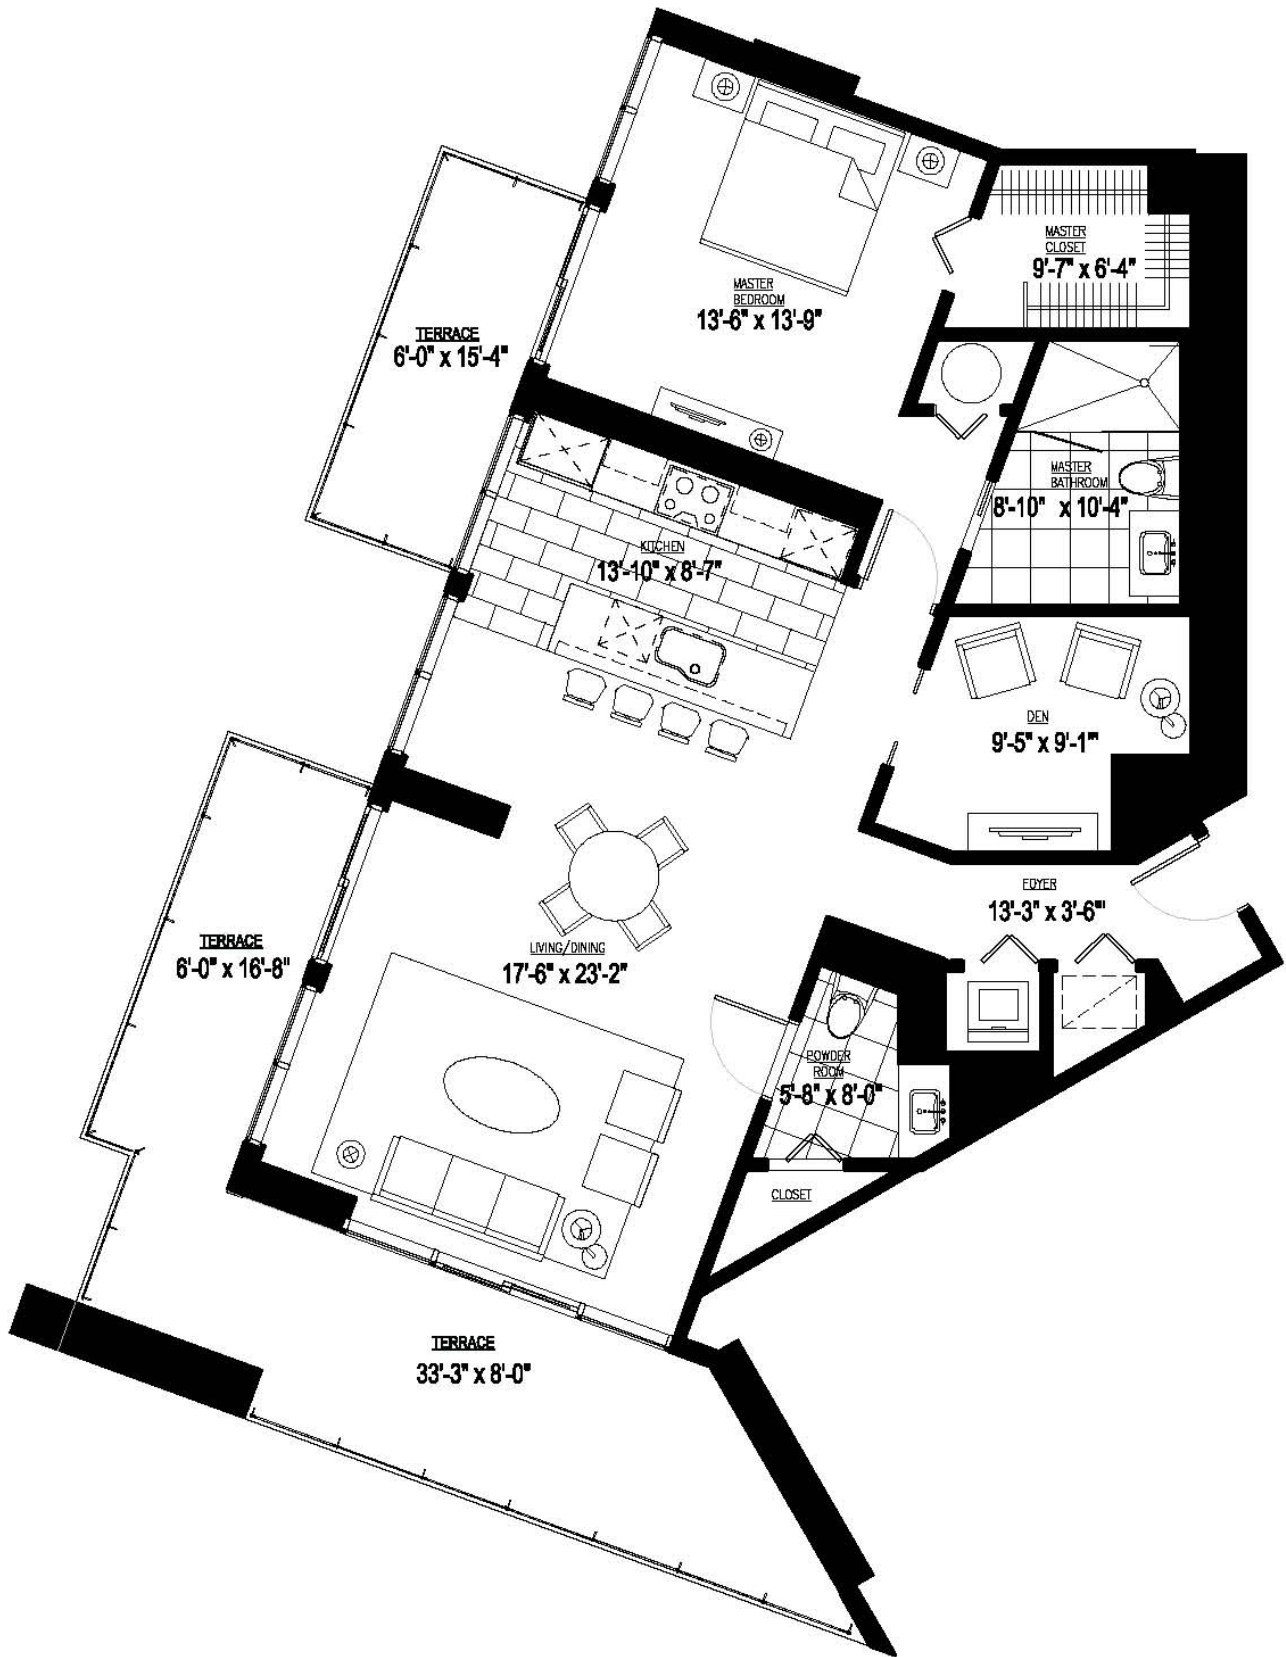 MASTER
CLOSET
9'-7" x 6'-4"
MASTER
BEDROOM
13'-6" x 13'-9"
TERRACE
6'-0" x 15'-4"
MASTER
BATHROOM
8'-10" x 10'-4"
KITCHEN
13'-10" x 8'-7"
DEN
9'-5" x 9'-1"'
FOYER
13'-3" x 3'-6"'
TERRACE
6'-0" x 16'-8"
LIVING/DINING
17'-6" x 23'-2"
POWDER
ROOM
5'-8" x 8'-0"
CLOSET
TERRACE
33'-3" x 8'-0"